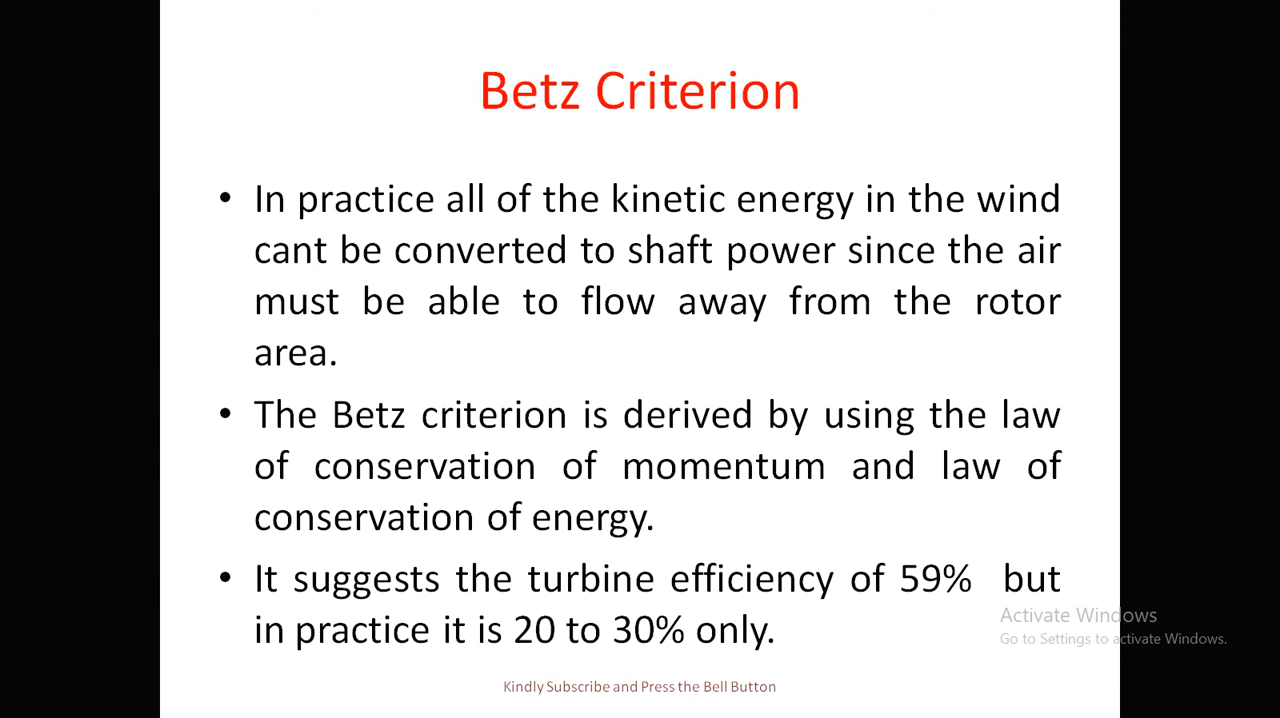 Betz Criterion
• In practice all of the kinetic energy in the wind
cant be converted to shaft power since the air
must be able to flow away from the rotor
area.
• The Betz criterion is derived by using the law
of conservation of momentum and law of
conservation of energy.
• It suggests the turbine efficiency of 59% but
in practice it is 20 to 30% only.
Activate Windows
Go to Settings to activate Windows.
Kindly Subscribe and Press the Bell Button